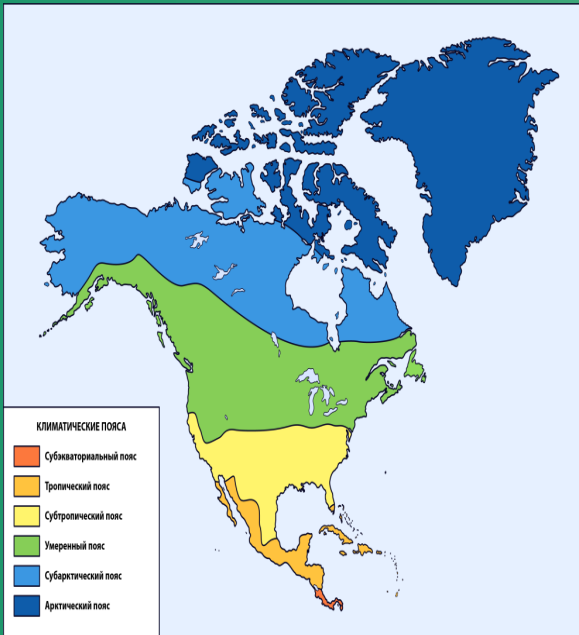 КЛИМАТИЧЕСКИЕ ПОЯСА
Субэкваториальный пояс
Тропический пояс
Субтропический пояс
Умеренный пояс
Субарктический пояс
Арктический пояс